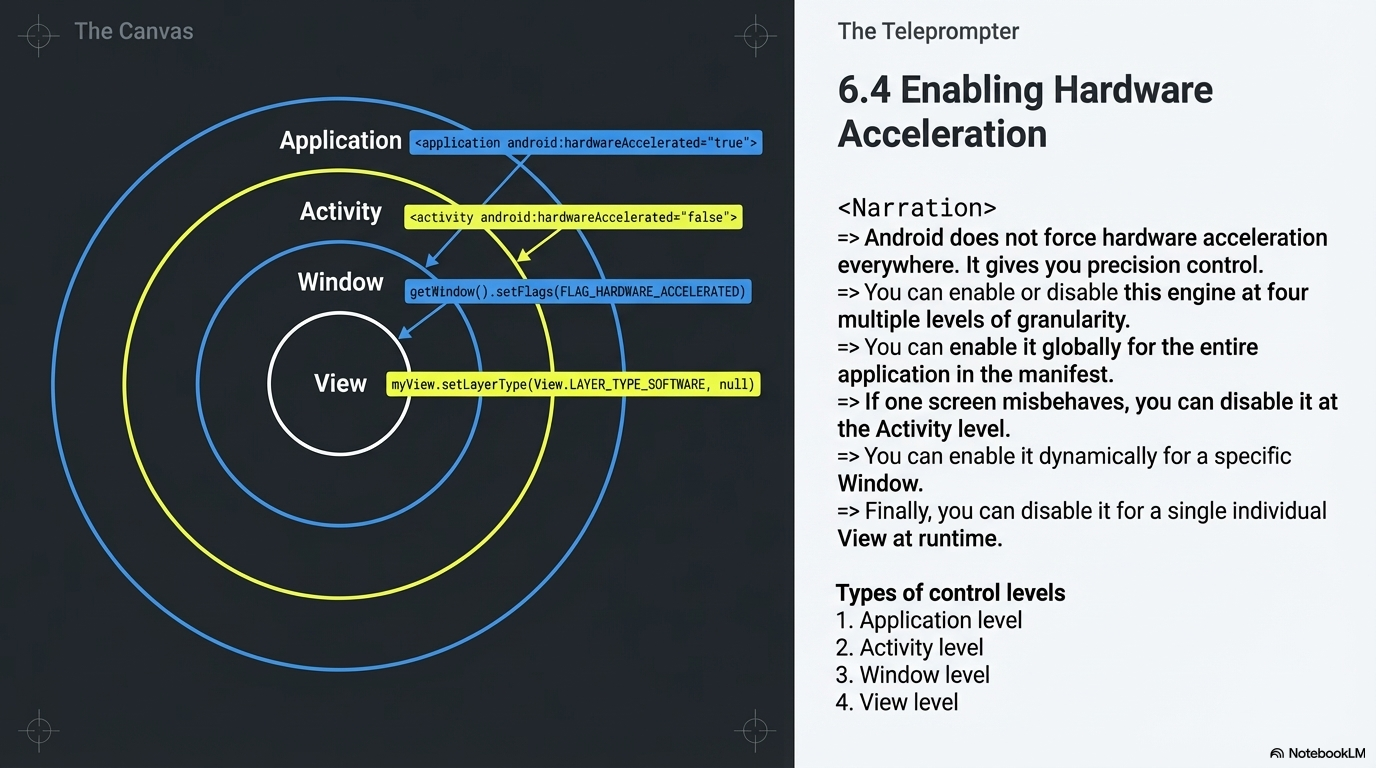 The Canvas
Application
<application android:hardwareAccelerated="true">
Activity
<activity android:hardwareAccelerated="false">
Window
getWindow().setFlags(FLAG_HARDWARE_ACCELERATED)
View
myView.setLayerType(View.LAYER_TYPE_SOFTWARE, null)
The Teleprompter
6.4 Enabling Hardware
Acceleration
<Narration>
=> Android does not force hardware acceleration
everywhere. It gives you precision control.
=> You can enable or disable this engine at four
multiple levels of granularity.
=> You can enable it globally for the entire
application in the manifest.
=> If one screen misbehaves, you can disable it at
the Activity level.
=> You can enable it dynamically for a specific
Window.
=> Finally, you can disable it for a single individual
View at runtime.
Types of control levels
1. Application level
2. Activity level
3. Window level
4. View level
NotebookLM